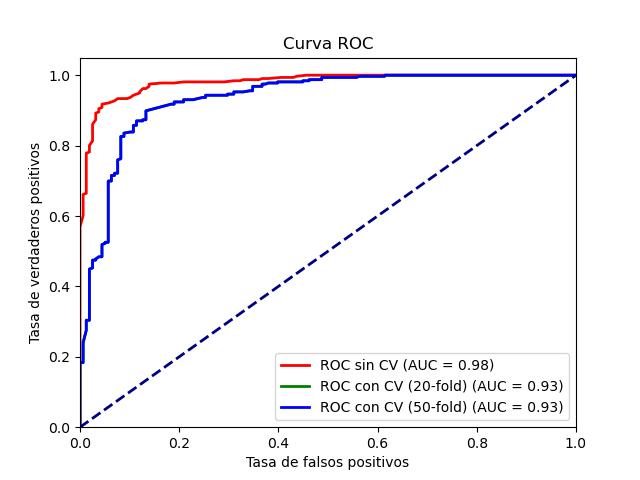 Curva ROC
Tasa de verdaderos positivos
1.0
0.8
0.6
0.4
0.2
0.0
ROC sin CV (AUC = 0.98)
ROC con CV (20-fold) (AUC = 0.93)
ROC con CV (50-fold) (AUC = 0.93)
0.0 0.2 0.4 0.6 0.8 1.0
Tasa de falsos positivos